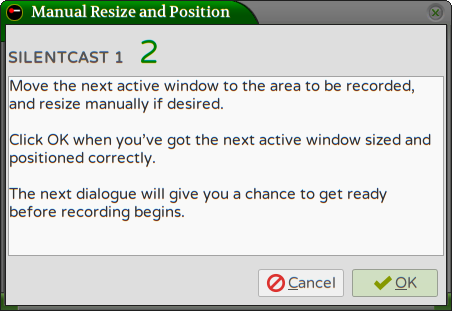 Manual Resize and Position
SILENTCAST 1 2
Move the next active window to the area to be recorded,
and resize manually if desired.
Click OK when you've got the next active window sized and
positioned correctly.
The next dialogue will give you a chance to get ready
before recording begins.
Cancel OK